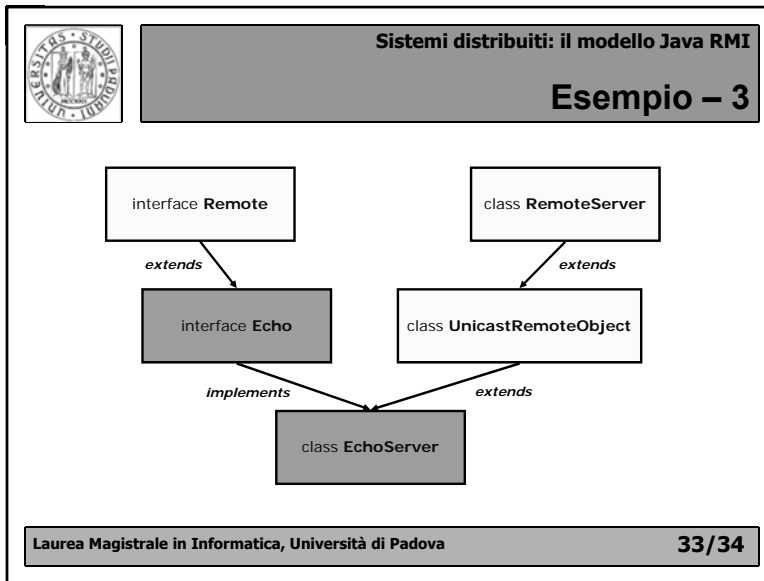 Sistemi distribuiti: il modello Java RMI
Esempio – 3
interface Remote
class RemoteServer
extends
extends
interface Echo
class UnicastRemoteObject
implements
extends
class EchoServer
Laurea Magistrale in Informatica, Università di Padova
33/34